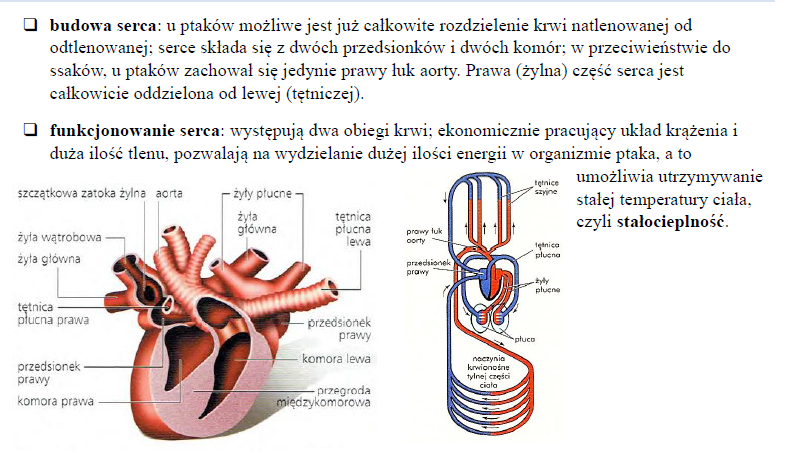 ❑ budowa serca: u ptaków możliwe jest już całkowite rozdzielenie krwi natlenowanej od
odtlenowanej; serce składa się z dwóch przedsionków i dwóch komór; w przeciwieństwie do
ssaków, u ptaków zachował się jedynie prawy łuk aorty. Prawa (żylna) część serca jest
całkowicie oddzielona od lewej (tętniczej).
❑ funkcjonowanie serca: występują dwa obiegi krwi; ekonomicznie pracujący układ krążenia i
duża ilość tlenu, pozwalają na wydzielanie dużej ilości energii w organizmie ptaka, a to
umożliwia utrzymywanie
stałej temperatury ciała,
czyli stałocieplność.
szczątkowa zatoka żylna
aorta
żyły płucne
żyła
główna
tętnica
płucna
lewa
żyła wątrobowa
żyła główna
tętnica
płucna prawa
przedsionek
prawy
komora prawa
przedsionek
prawy
komora lewa
przegroda
międzykomorowa
tętnice
szyjne
prawy łuk
aorty
przedsionek
prawy
tętnica
płucna
żyły
płucne
płuca
naczynia
krwionośne
tylnej części
ciała